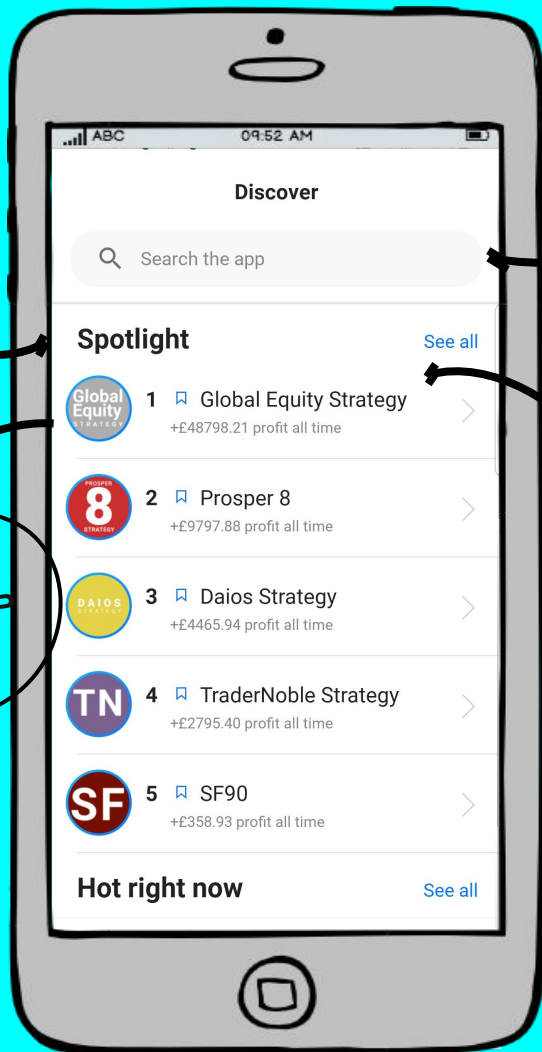 ABC 09:52 AM
Discover
Search the app
Spotlight See all
Global
Equity
STRATEGY
1 Global Equity Strategy
+£48798.21 profit all time
PROSPER
8
STRATEGY
2 Prosper 8
+£9797.88 profit all time
DAIOS
STRATEGY
3 Daios Strategy
+£4465.94 profit all time
TN
4 TraderNoble Strategy
+£2795.40 profit all time
SF
5 SF90
+£358.93 profit all time
Hot right now See all